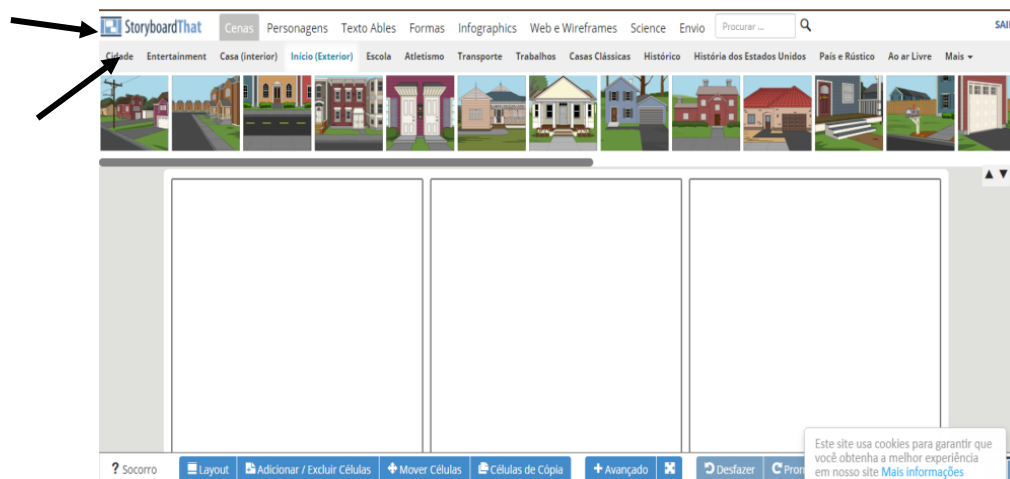 StoryboardThat Cenas Personagens Texto Ables Formas Infographics Web e Wireframes Science Envio Procurar ...
Cidade Entertainment Casa (interior) Início (Exterior) Escola Atletismo Transporte Trabalhos Casas Clássicas Histórico História dos Estados Unidos País e Rústico Ao ar Livre Mais
Este site usa cookies para garantir que
você obtenha a melhor experiência
em nosso site Mais informações
? Socorro Layout Adicionar / Excluir Células Mover Células Células de Cópia Avançado Desfazer